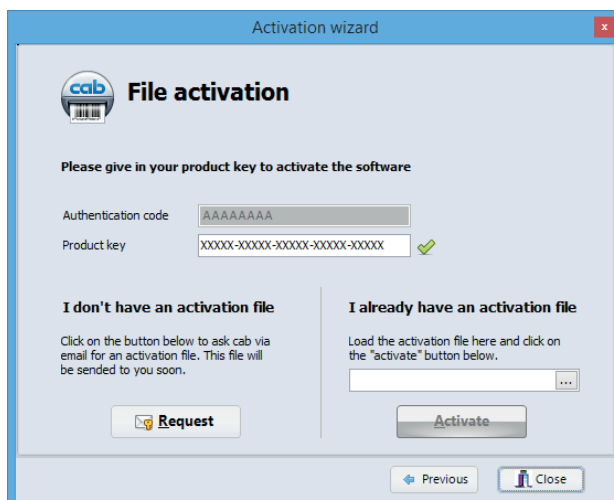 Activation wizard
x
cab
File activation
Please give in your product key to activate the software
Authentication code
AAAAAAAA
Product key
XXXXX-XXXXX-XXXXX-XXXXX-XXXXX
I don't have an activation file
Click on the button below to ask cab via
email for an activation file. This file will
be sended to you soon.
Request
I already have an activation file
Load the activation file here and click on
the "activate" button below.
...
Activate
Previous
Close